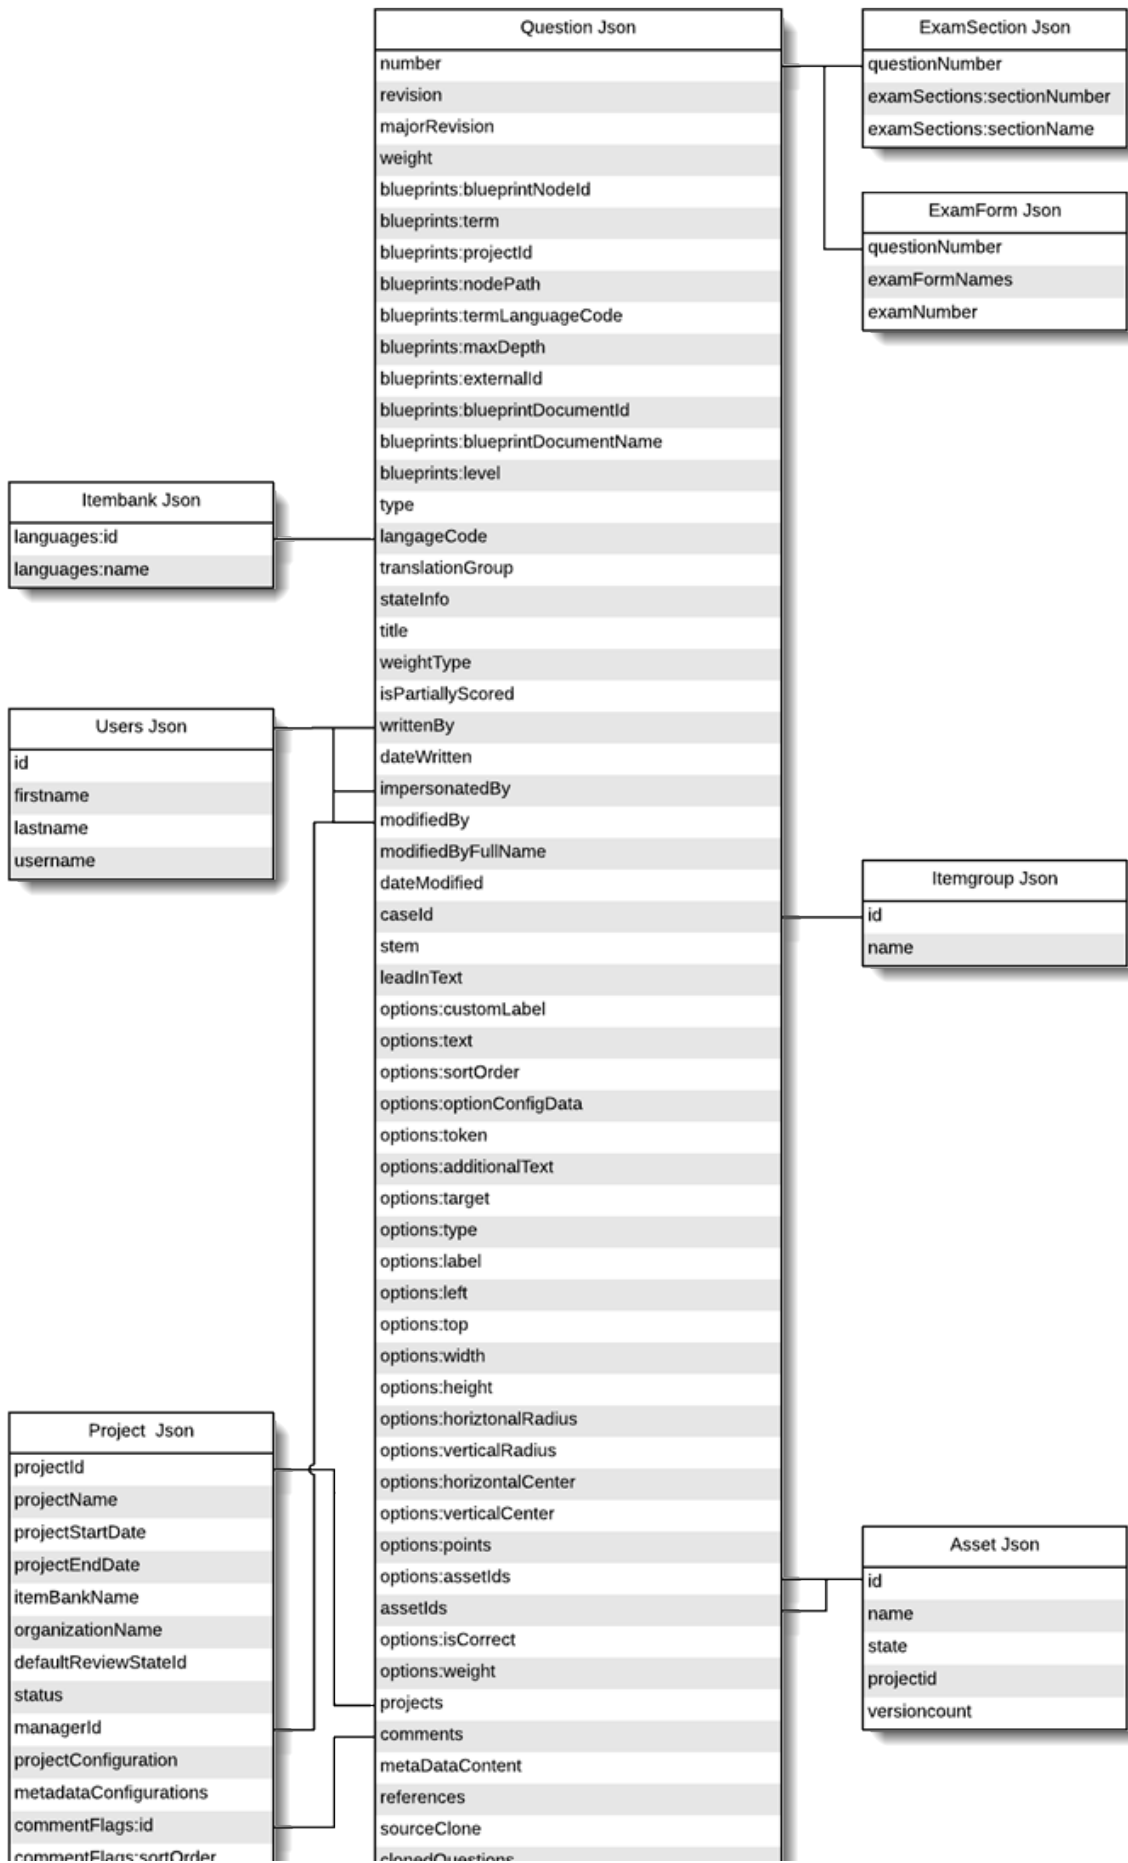 Question Json
number
revision
majorRevision
weight
blueprints:blueprintNodeId
blueprints:term
blueprints:projectId
blueprints:nodePath
blueprints:termLanguageCode
blueprints:maxDepth
blueprints:externalId
blueprints:blueprintDocumentId
blueprints:blueprintDocumentName
blueprints:level
type
langageCode
translationGroup
stateInfo
title
weightType
isPartiallyScored
writtenBy
dateWritten
impersonatedBy
modifiedBy
modifiedByFullName
dateModified
caseId
stem
leadInText
options:customLabel
options:text
options:sortOrder
options:optionConfigData
options:token
options:additionalText
options:target
options:type
options:label
options:left
options:top
options:width
options:height
options:horiztonalRadius
options:verticalRadius
options:horizontalCenter
options:verticalCenter
options:points
options:assetIds
assetIds
options:isCorrect
options:weight
projects
comments
metaDataContent
references
sourceClone
clonedQuestions
ExamSection Json
questionNumber
examSections:sectionNumber
examSections:sectionName
ExamForm Json
questionNumber
examFormNames
examNumber
Itembank Json
languages:id
languages:name
Users Json
id
firstname
lastname
username
Itemgroup Json
id
name
Project  Json
projectId
projectName
projectStartDate
projectEndDate
itemBankName
organizationName
defaultReviewStateId
status
managerId
projectConfiguration
metadataConfigurations
commentFlags:id
commentFlags:sortOrder
Asset Json
id
name
state
projectid
versioncount